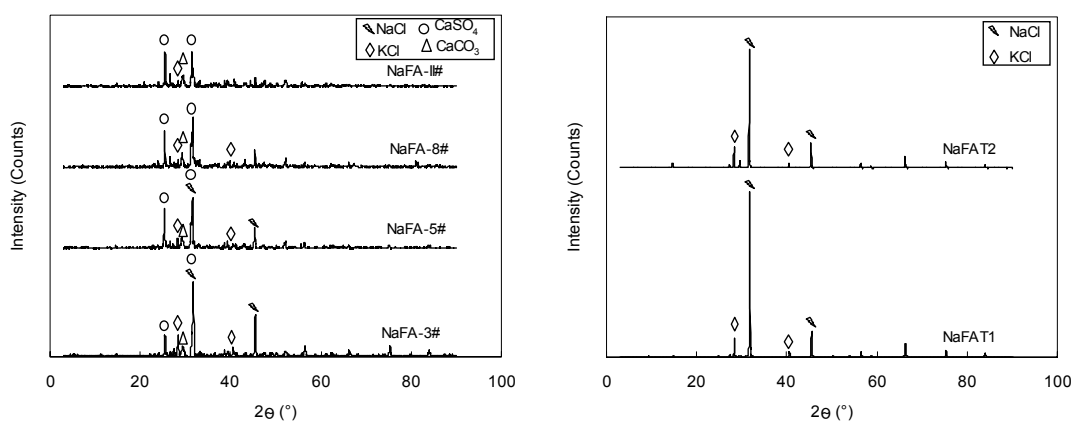 NaCl CaSO4
KCl CaCO3
NaFA-II#
NaFA-8#
NaFA-5#
NaFA-3#
Intensity (Counts)
0 20 40 60 80 100
2θ (°)
NaCl
KCl
NaFAT2
NaFAT1
Intensity (Counts)
0 20 40 60 80 100
2θ (°)